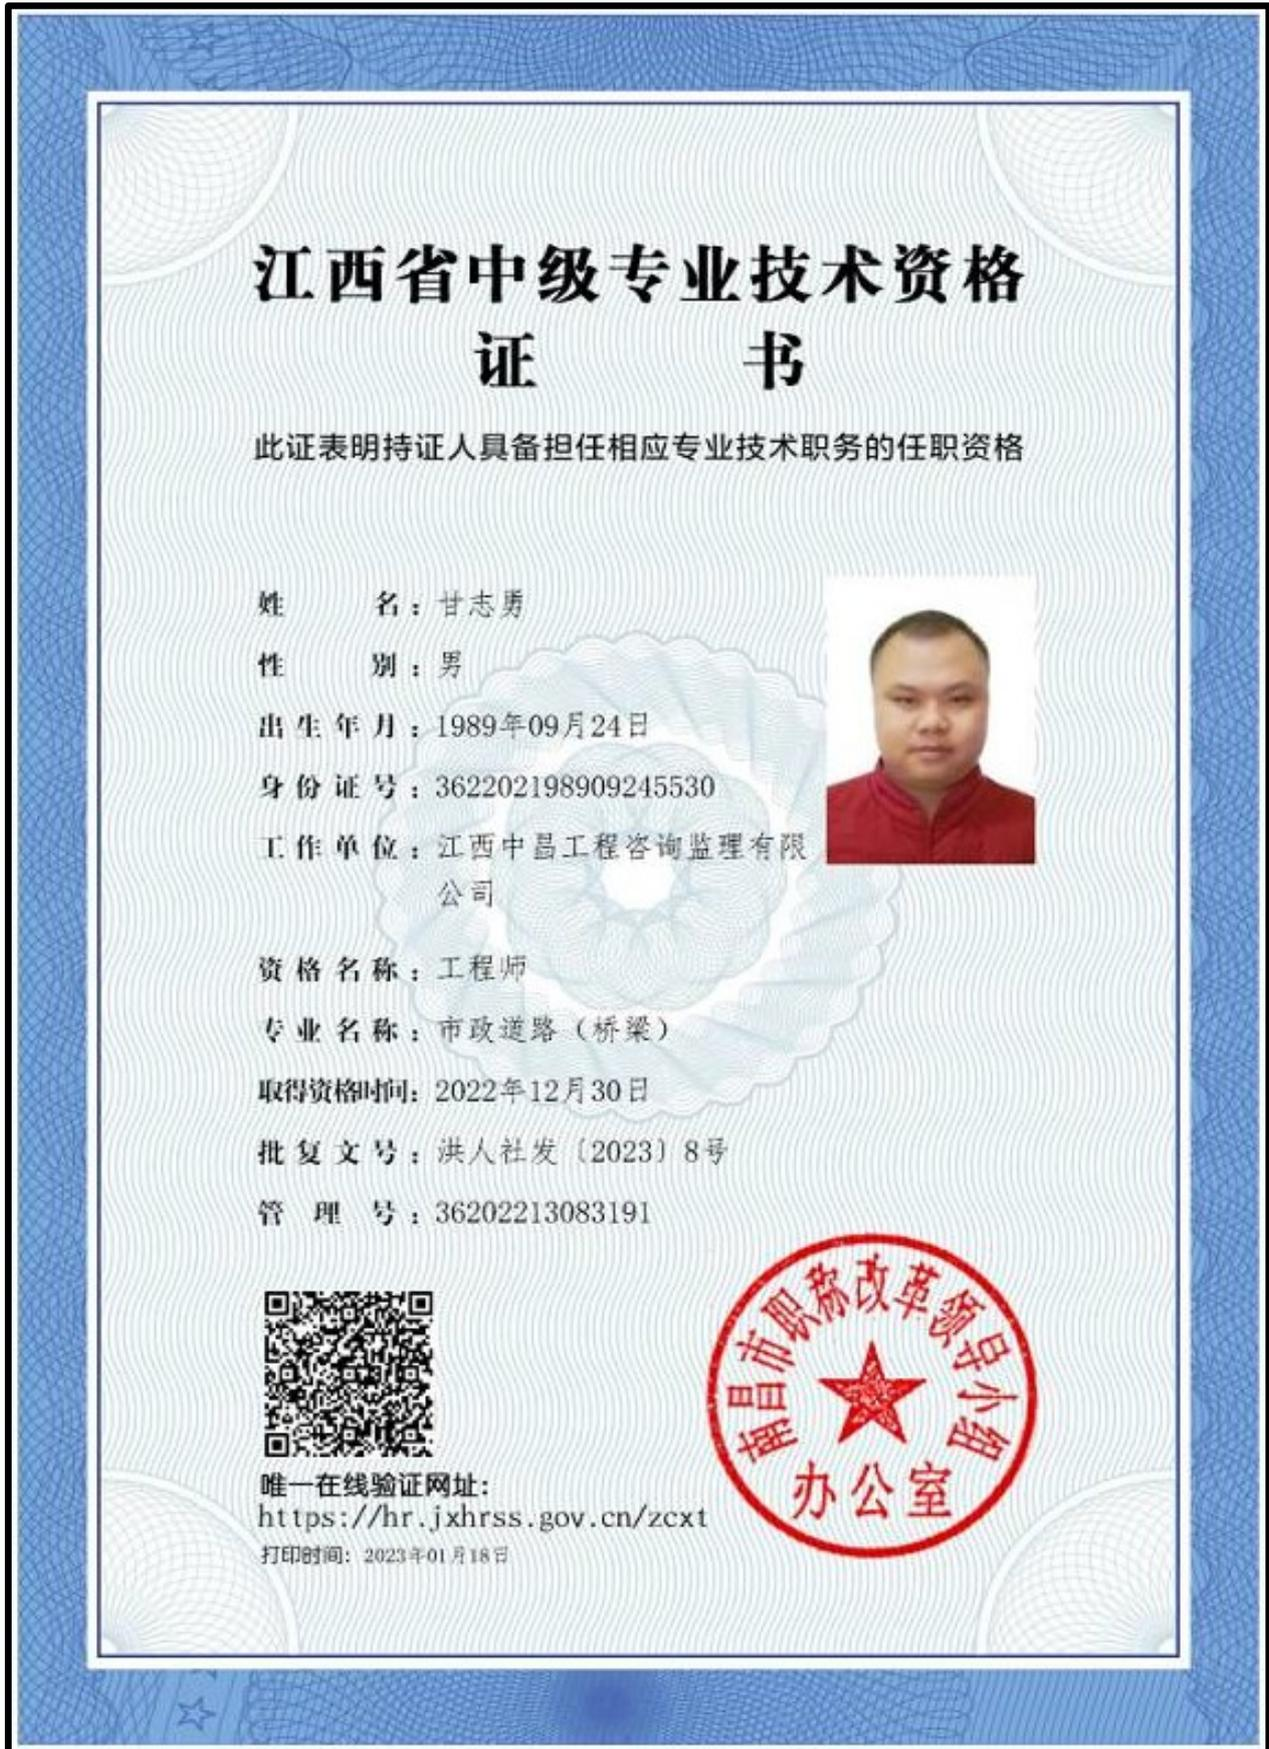 江西省中级专业技术资格
证 书
此证表明持证人具备担任相应专业技术职务的任职资格
姓 名：甘志勇
性 别：男
出生年月：1989年09月24日
身份证号：362202198909245530
工作单位：江西中昌工程咨询监理有限
公司
资格名称：工程师
专业名称：市政道路（桥梁）
取得资格时间：2022年12月30日
批复文号：洪人社发〔2023〕8号
管 理 号：36202213083191
南昌市职称改革领导小组
办公室
唯一在线验证网址：
https://hr.jxhrss.gov.cn/zcxt
打印时间：2023年01月18日